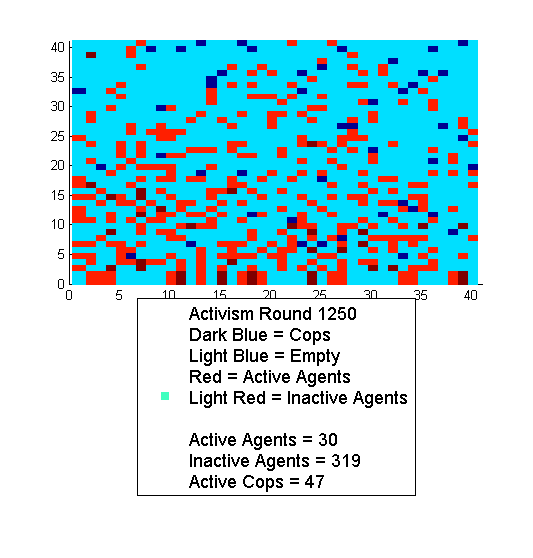 40
35
30
25
20
15
10
5
0
0 5 10 15 20 25 30 35 40
Activism Round 1250
Dark Blue = Cops
Light Blue = Empty
Red = Active Agents
Light Red = Inactive Agents
Active Agents = 30
Inactive Agents = 319
Active Cops = 47